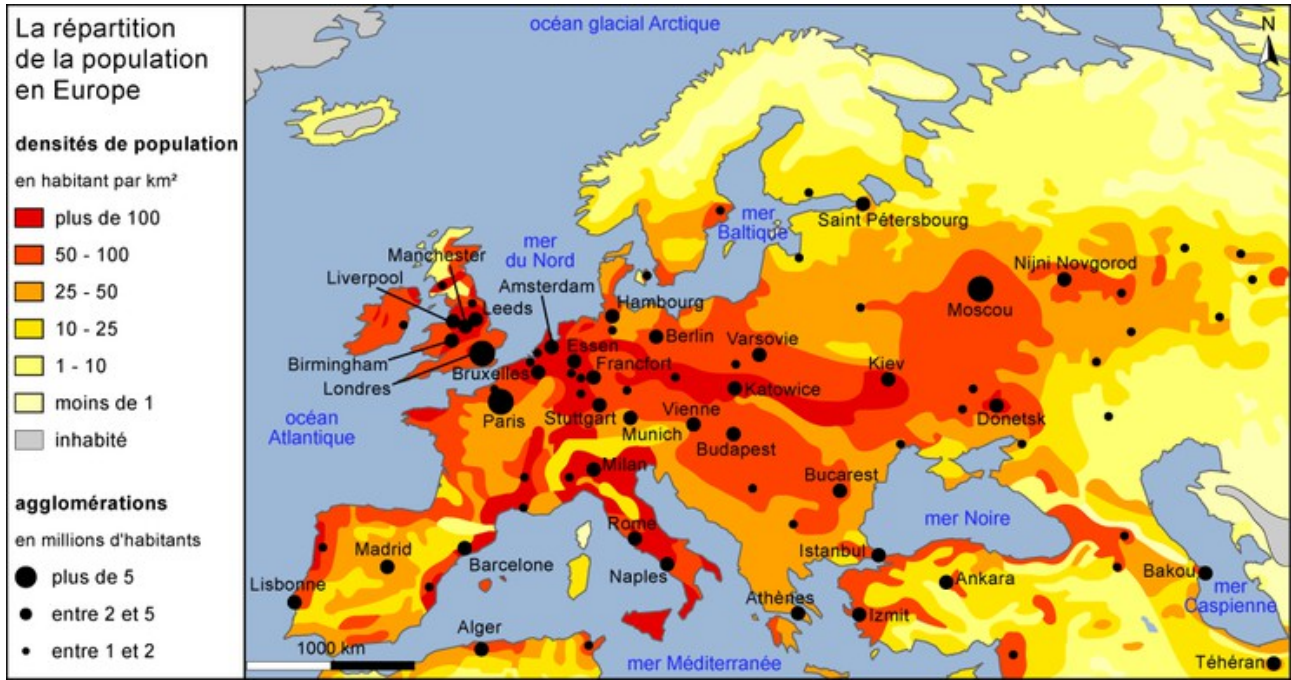 La répartition
de la population
en Europe
densités de population
en habitant par km²
plus de 100
50 - 100
25 - 50
10 - 25
1 - 10
moins de 1
inhabité
agglomérations
en millions d'habitants
plus de 5
entre 2 et 5
entre 1 et 2
océan glacial Arctique
N
mer
Baltique
Saint Pétersbourg
mer
du Nord
Manchester
Liverpool
Amsterdam
Leeds
Hambourg
Nijni Novgorod
Moscou
Birmingham
Londres
Essen
Berlin
Varsovie
Bruxelles
Francfort
Kiev
Katowice
océan
Atlantique
Paris
Stuttgart
Vienne
Munich
Budapest
Donetsk
Milan
Bucarest
Rome
mer Noire
Madrid
Barcelone
Naples
Istanbul
Ankara
Bakou
mer
Caspienne
Lisbonne
Athènes
Izmit
Alger
1000 km
mer Méditerranée
Téhéran